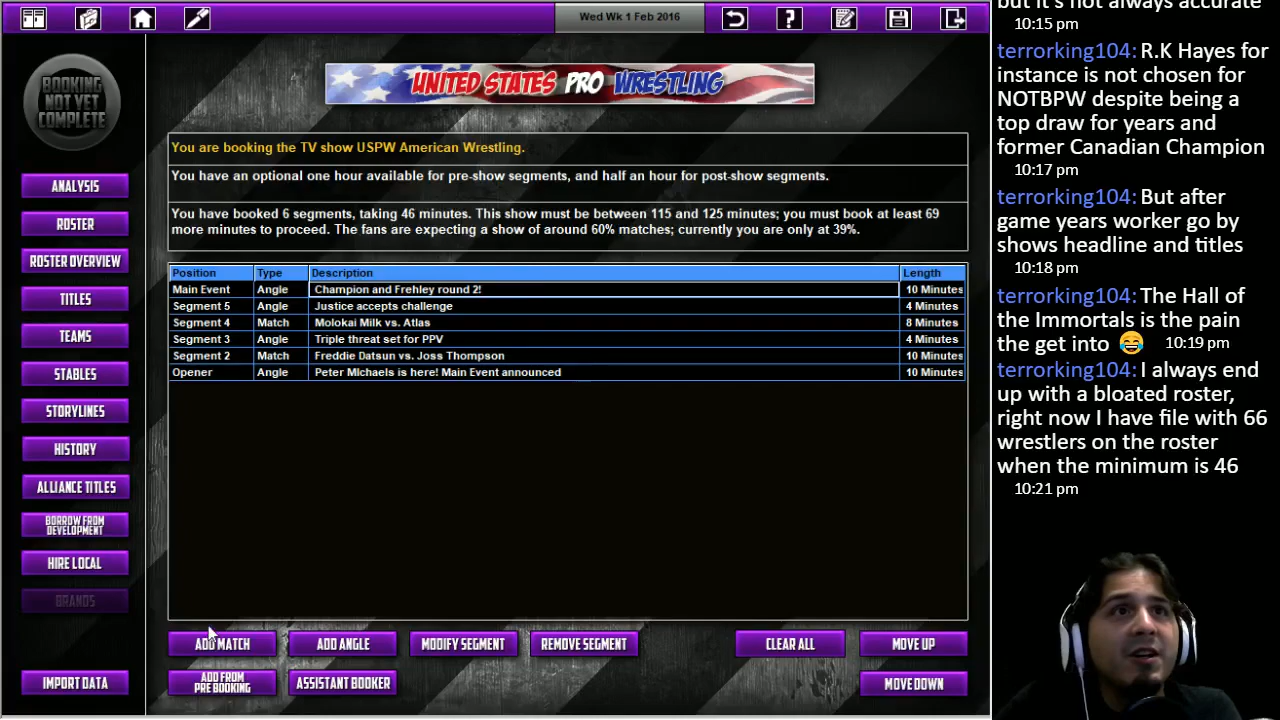 Wed Wk 1 Feb 2016
BOOKING
NOT YET
COMPLETE
UNITED STATES PRO WRESTLING
You are booking the TV show USPW American Wrestling.
You have an optional one hour available for pre-show segments, and half an hour for post-show segments.
You have booked 6 segments, taking 46 minutes. This show must be between 115 and 125 minutes; you must book at least 69
more minutes to proceed. The fans are expecting a show of around 60% matches; currently you are only at 39%.
Position Type Description Length
Main Event Angle Champion and Frehley round 2! 10 Minutes
Segment 5 Angle Justice accepts challenge 4 Minutes
Segment 4 Match Molokai Milk vs. Atlas 8 Minutes
Segment 3 Angle Triple threat set for PPV 4 Minutes
Segment 2 Match Freddie Datsun vs. Joss Thompson 10 Minutes
Opener Angle Peter MIchaels is here! Main Event announced 10 Minutes
ANALYSIS
ROSTER
ROSTER OVERVIEW
TITLES
TEAMS
STABLES
STORYLINES
HISTORY
ALLIANCE TITLES
BORROW FROM
DEVELOPMENT
HIRE LOCAL
BRANDS
IMPORT DATA
ADD MATCH ADD ANGLE MODIFY SEGMENT REMOVE SEGMENT CLEAR ALL MOVE UP
ADD FROM
PRE BOOKING
ASSISTANT BOOKER MOVE DOWN
but it's not always accurate
10:15 pm
terrorking104: R.K Hayes for
instance is not chosen for
NOTBPW despite being a
top draw for years and
former Canadian Champion
10:17 pm
terrorking104: But after
game years worker go by
shows headline and titles
10:18 pm
terrorking104: The Hall of
the Immortals is the pain
the get into 😂 10:19 pm
terrorking104: I always end
up with a bloated roster,
right now I have file with 66
wrestlers on the roster
when the minimum is 46
10:21 pm